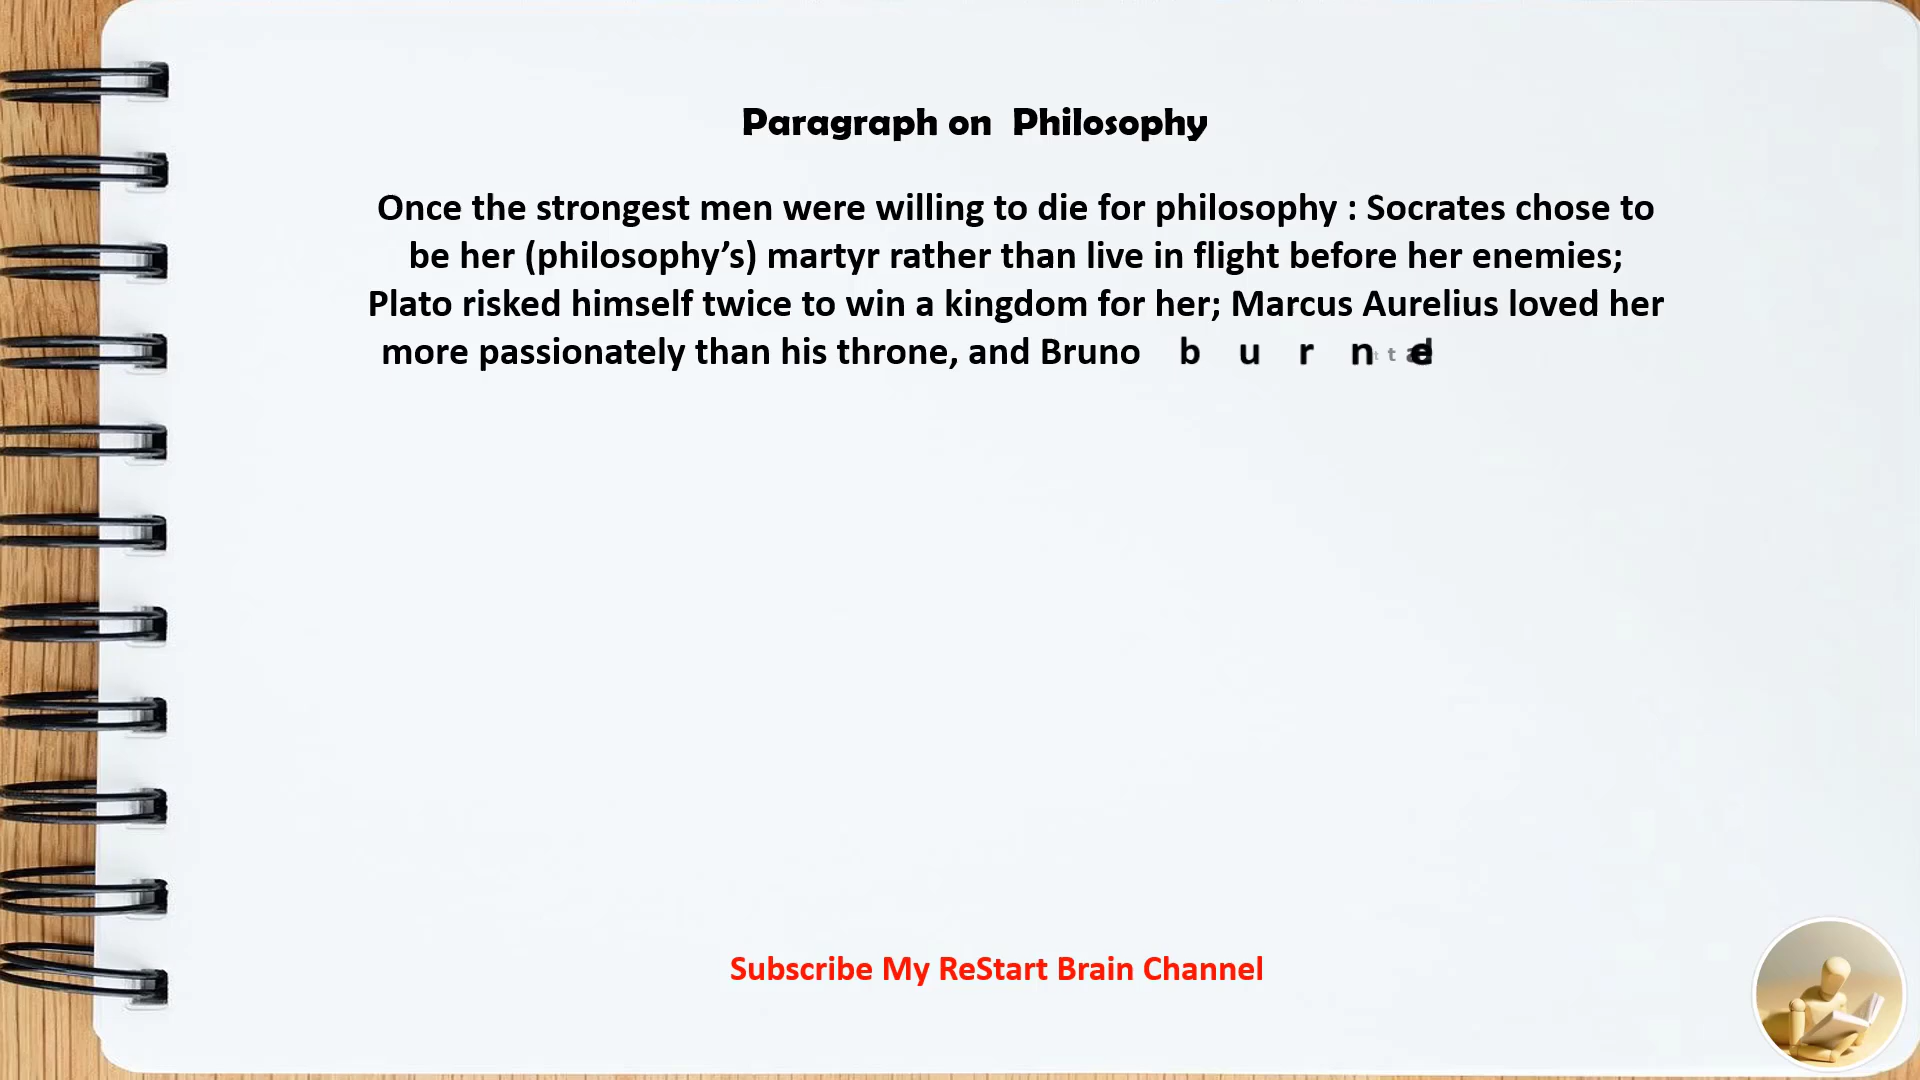 Paragraph on Philosophy
Once the strongest men were willing to die for philosophy : Socrates chose to
be her (philosophy’s) martyr rather than live in flight before her enemies;
Plato risked himself twice to win a kingdom for her; Marcus Aurelius loved her
more passionately than his throne, and Bruno burned
Subscribe My ReStart Brain Channel